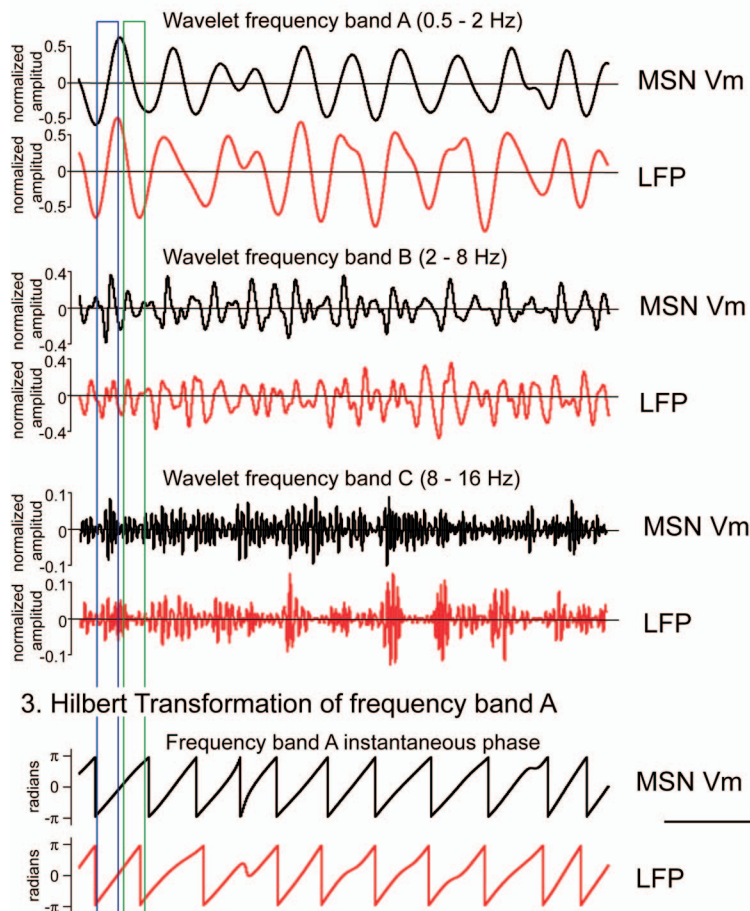 Wavelet frequency band A (0.5 - 2 Hz)
normalized
amplitud
0.5
0
-0.5
MSN Vm
normalized
amplitud
0.5
0
-0.5
LFP
Wavelet frequency band B (2 - 8 Hz)
normalized
amplitud
0.4
0
-0.4
MSN Vm
normalized
amplitud
0.4
0
-0.4
LFP
Wavelet frequency band C (8 - 16 Hz)
normalized
amplitud
0.1
0
-0.1
MSN Vm
normalized
amplitud
0.1
0
-0.1
LFP
3. Hilbert Transformation of frequency band A
Frequency band A instantaneous phase
radians
π
0
-π
MSN Vm
radians
π
0
-π
LFP